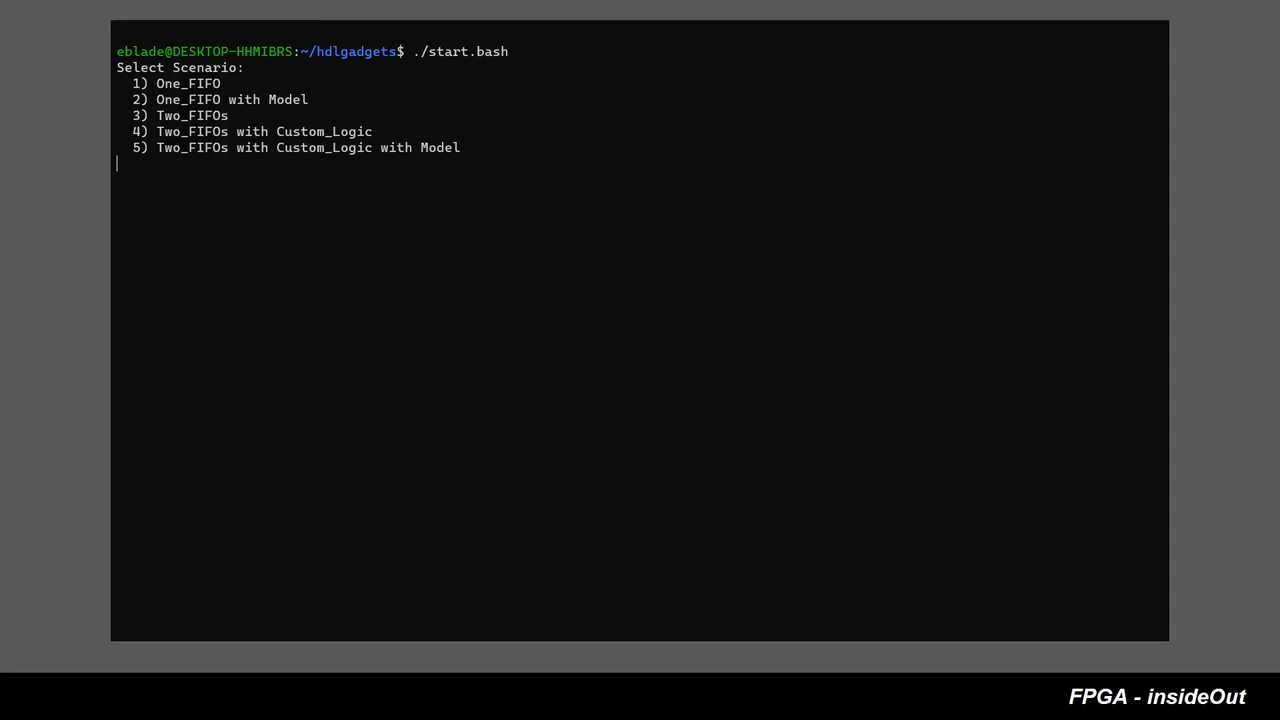 eblade@DESKTOP-HHMIBRS:~/hdlgadgets$ ./start.bash
Select Scenario:
1) One_FIFO
2) One_FIFO with Model
3) Two_FIFOs
4) Two_FIFOs with Custom_Logic
5) Two_FIFOs with Custom_Logic with Model
FPGA - insideOut